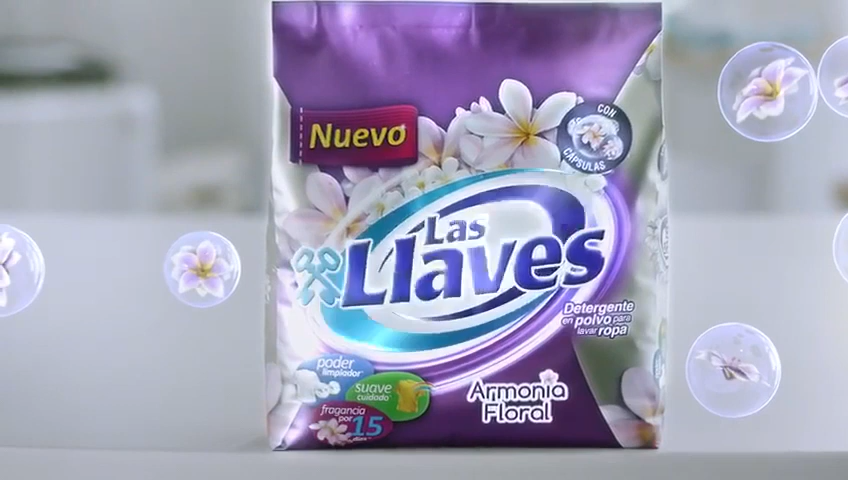 Nuevo
CON
CÁPSULAS
Las
Llaves
Detergente
en polvo para
lavar ropa
poder
limpiador
suave
cuidado
fragancia
por 15
días
Armonía
Floral